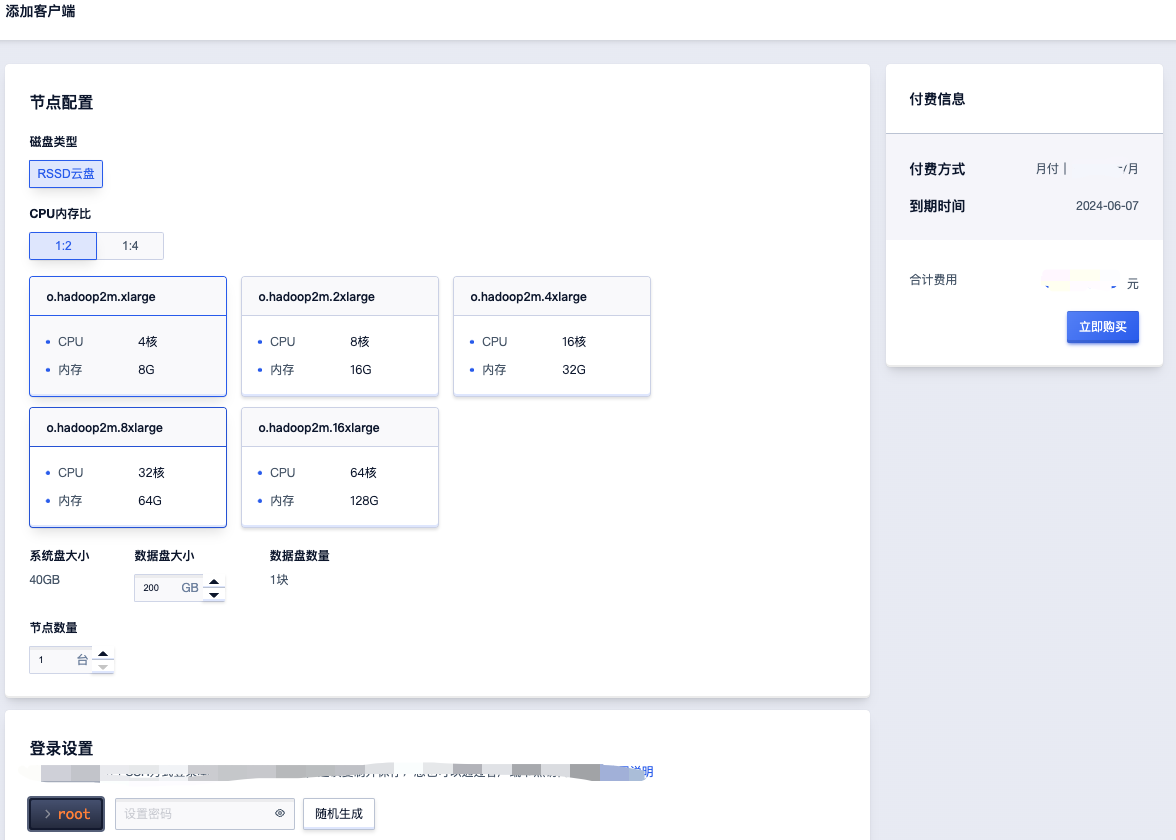 添加客户端
节点配置
磁盘类型
RSSD云盘
CPU内存比
1:2 1:4
o.hadoop2m.xlarge
CPU 4核
内存 8G
o.hadoop2m.2xlarge
CPU 8核
内存 16G
o.hadoop2m.4xlarge
CPU 16核
内存 32G
o.hadoop2m.8xlarge
CPU 32核
内存 64G
o.hadoop2m.16xlarge
CPU 64核
内存 128G
系统盘大小 数据盘大小 数据盘数量
40GB 200 GB 1块
节点数量
1 台
登录设置
说明
root 设置密码 随机生成
付费信息
付费方式 月付 | -/月
到期时间 2024-06-07
合计费用 元
立即购买